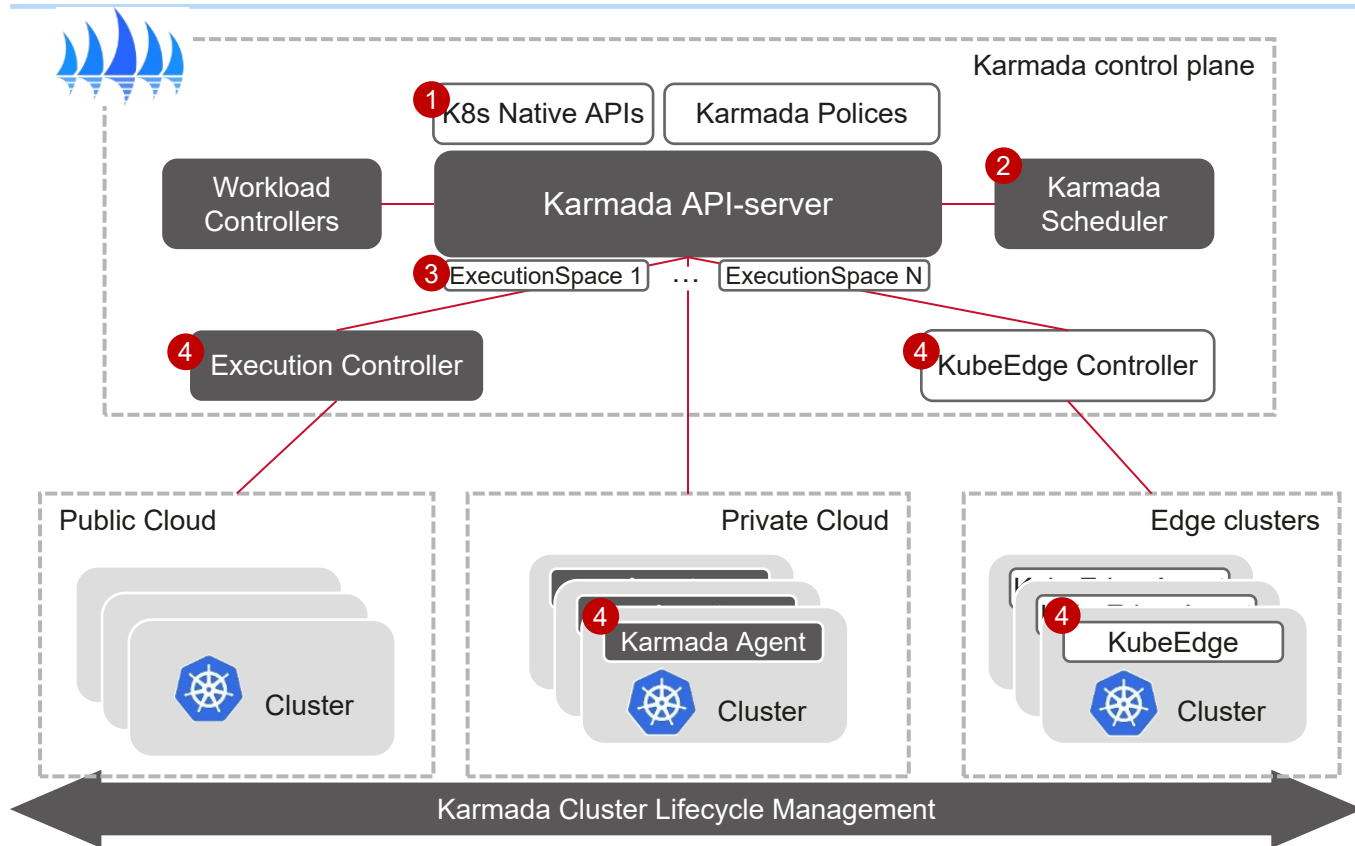 Karmada control plane
1
K8s Native APIs
Karmada Polices
Workload
Controllers
Karmada API-server
2
Karmada
Scheduler
3
ExecutionSpace 1
...
ExecutionSpace N
4
Execution Controller
4
KubeEdge Controller
Public Cloud
Cluster
Private Cloud
4
Karmada Agent
Cluster
Edge clusters
4
KubeEdge
Cluster
Karmada Cluster Lifecycle Management